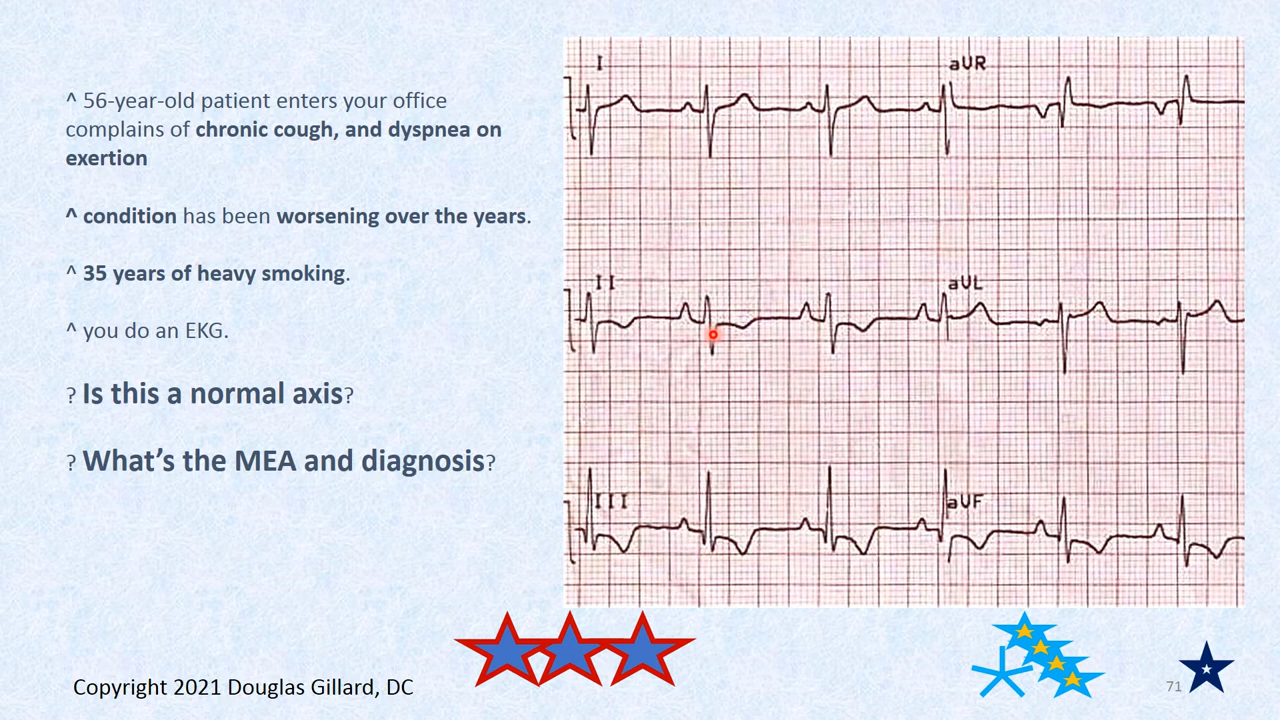 ^ 56-year-old patient enters your office
complains of chronic cough, and dyspnea on
exertion
^ condition has been worsening over the years.
^ 35 years of heavy smoking.
^ you do an EKG.
? Is this a normal axis?
? What’s the MEA and diagnosis?
I
aVR
II
aVL
III
aVF
Copyright 2021 Douglas Gillard, DC
71